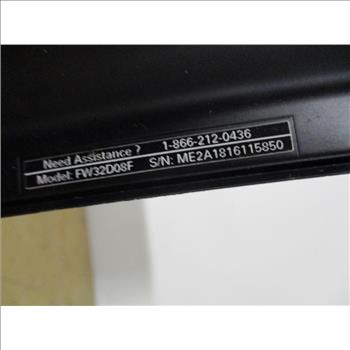 Need Assistance ? 1-866-212-0436
Model: FW32D08F S/N: ME2A1816115850